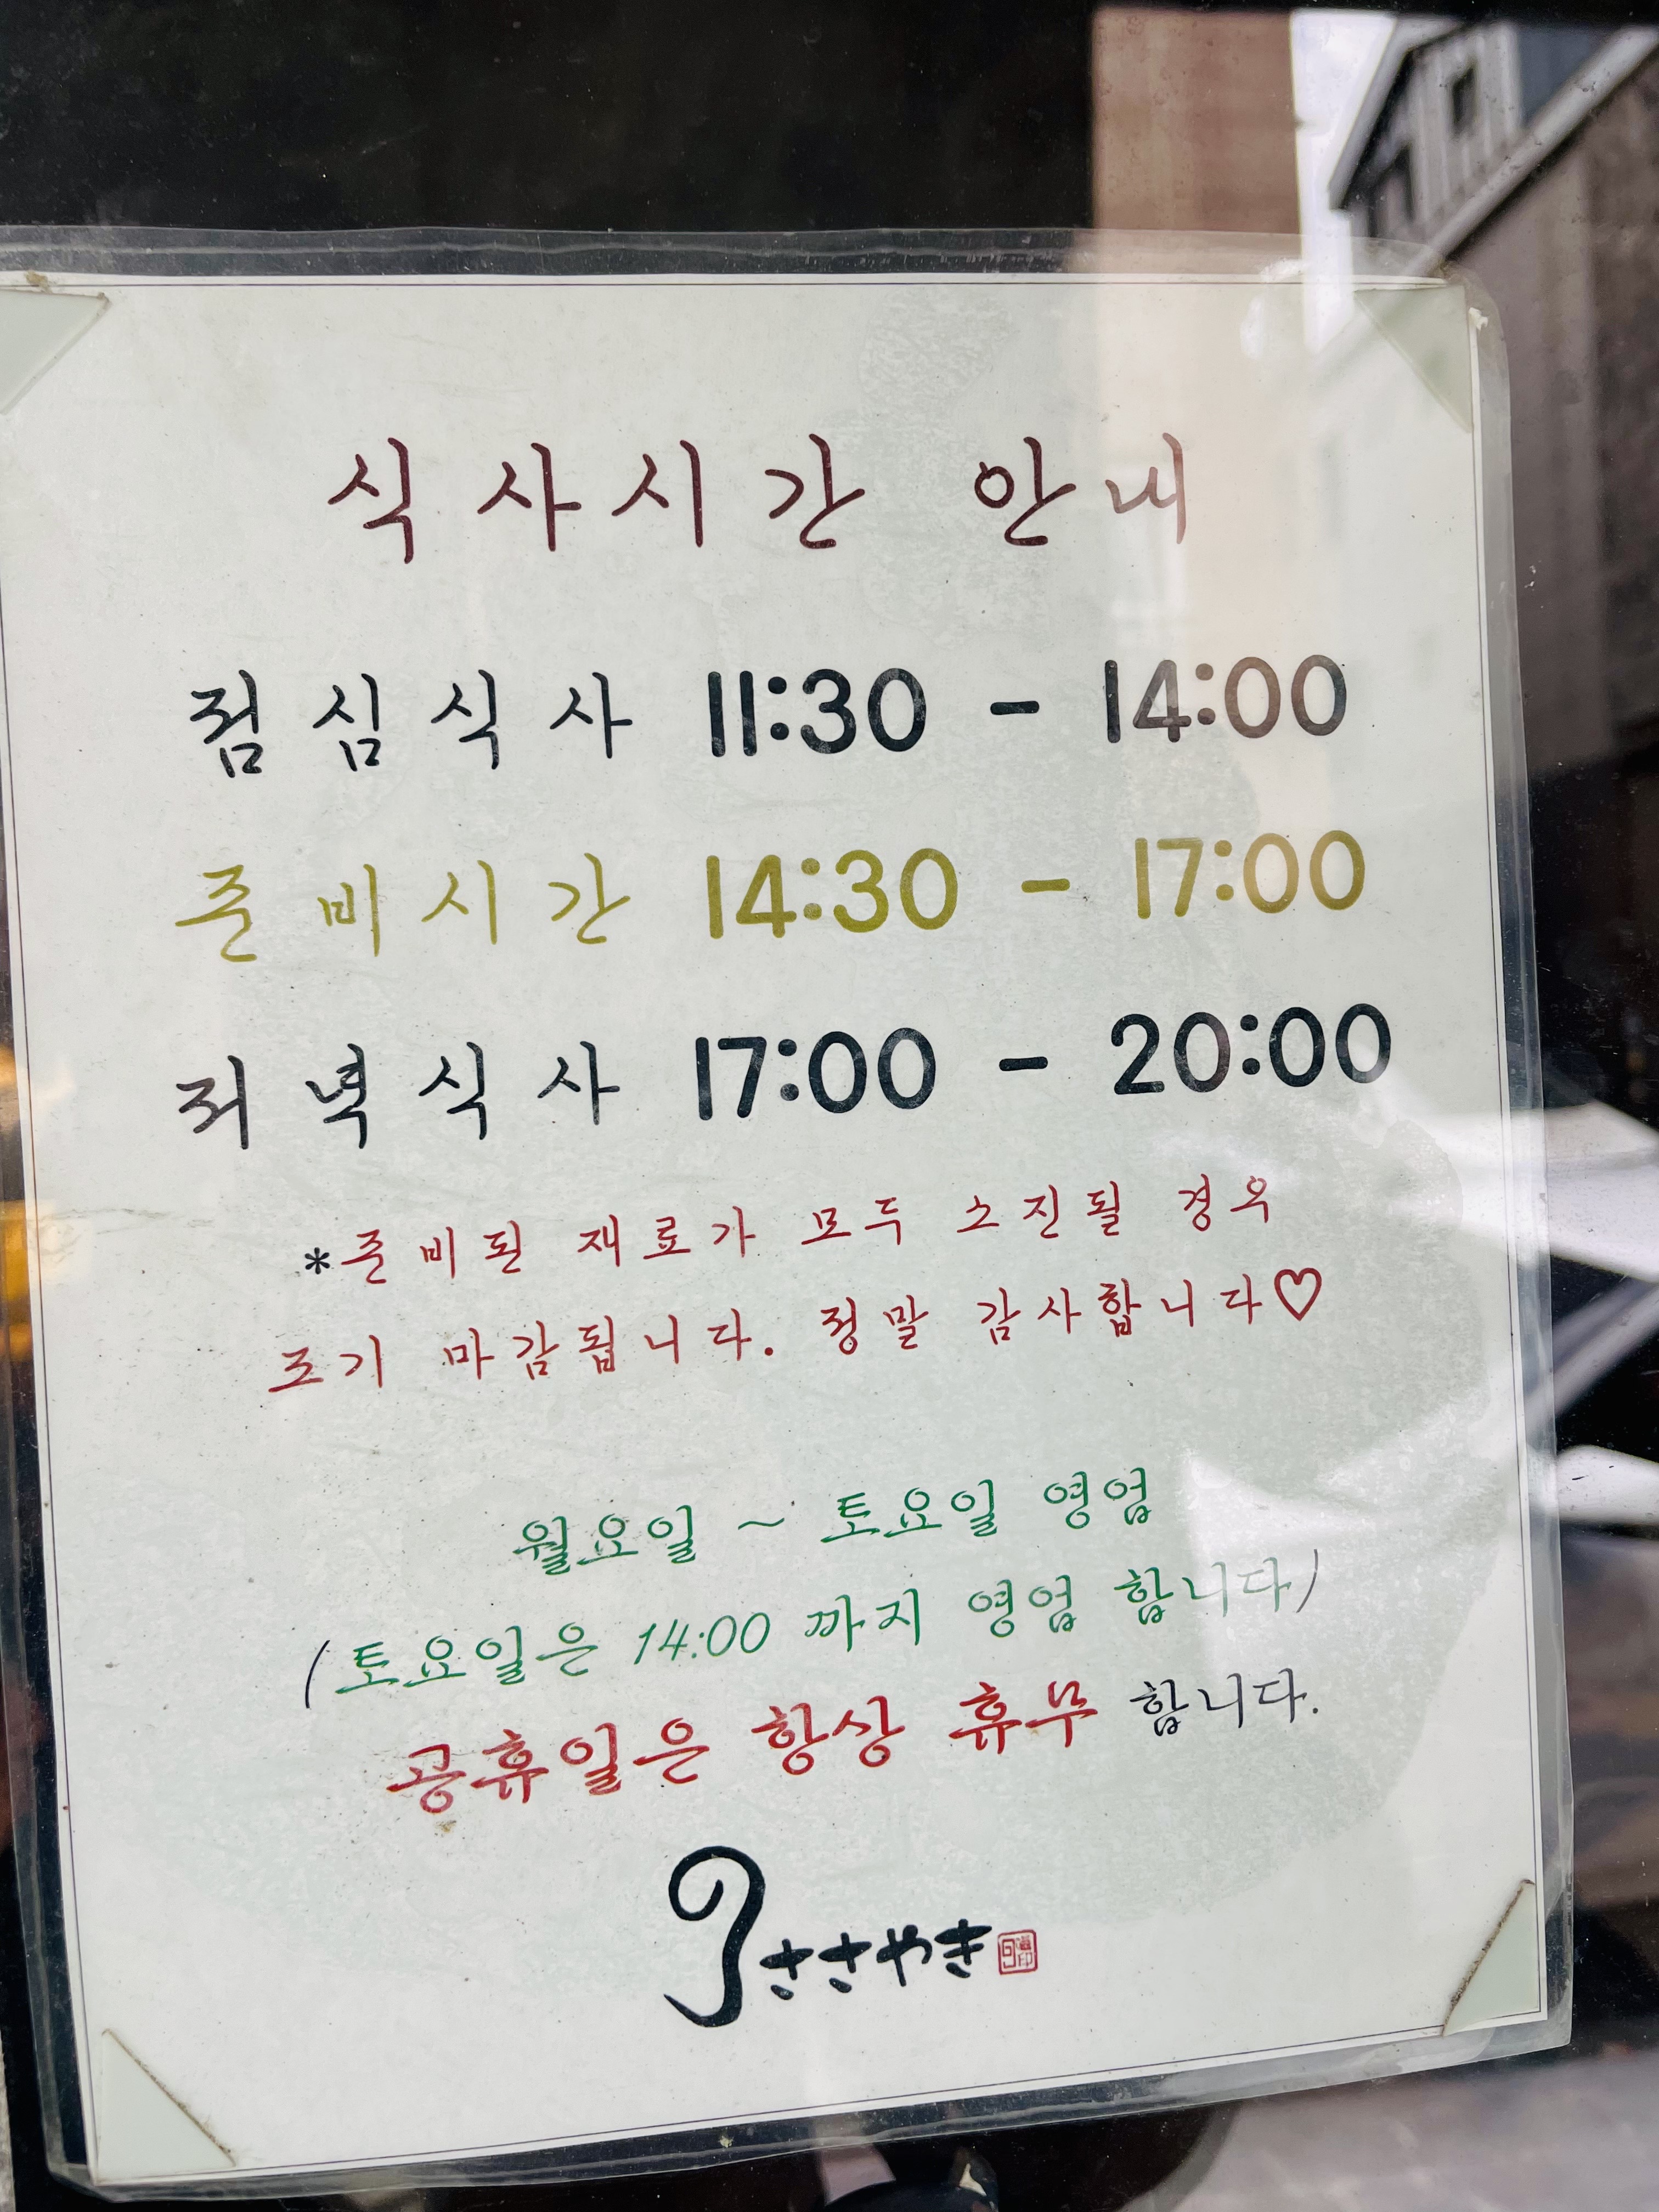 식사시간 안내
점심식사 11:30 - 14:00
준비시간 14:30 - 17:00
저녁식사 17:00 - 20:00
*준비된 재료가 모두 소진될 경우
조기 마감됩니다. 정말 감사합니다♡
월요일 ~ 토요일 영업
(토요일은 14:00 까지 영업 합니다)
공휴일은 항상 휴무 합니다.
ささやき